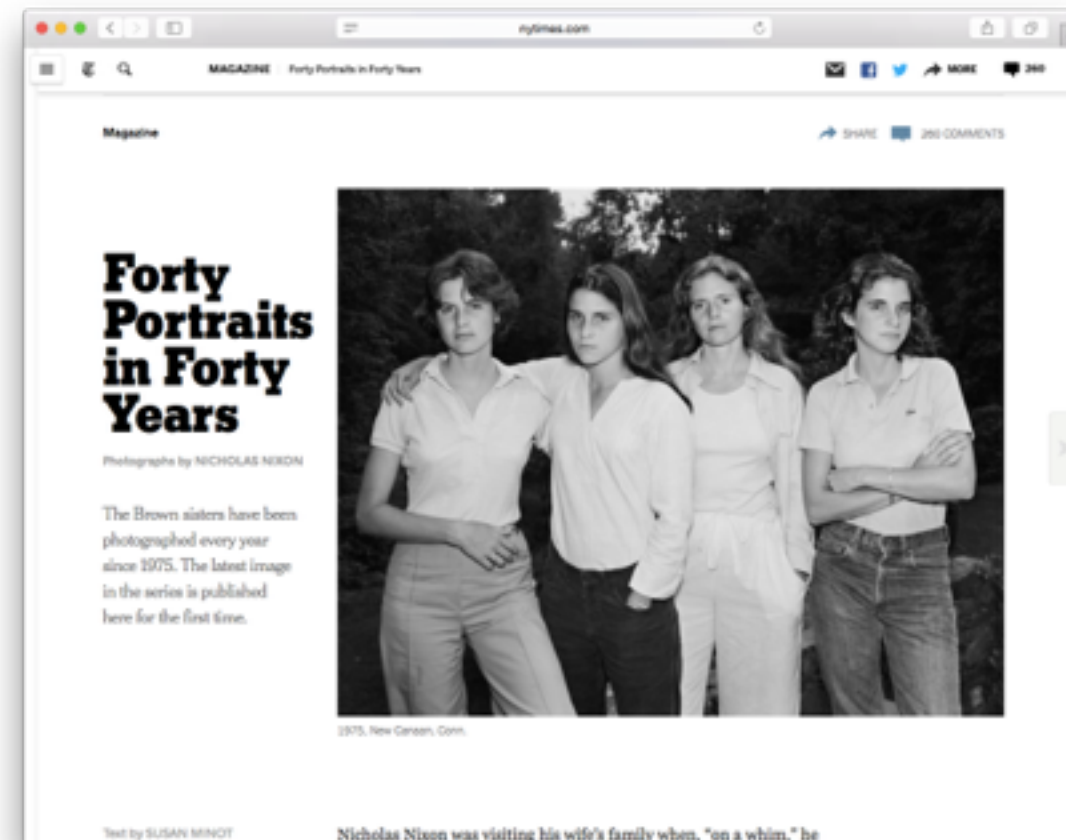 nytimes.com
MAGAZINE Forty Portraits in Forty Years
MORE 260
Magazine
SHARE 260 COMMENTS
Forty
Portraits
in Forty
Years
Photographs by NICHOLAS NIXON
The Brown sisters have been
photographed every year
since 1975. The latest image
in the series is published
here for the first time.
1975, New Canaan, Conn.
Text by SUSAN MINOT
Nicholas Nixon was visiting his wife's family when, “on a whim,” he